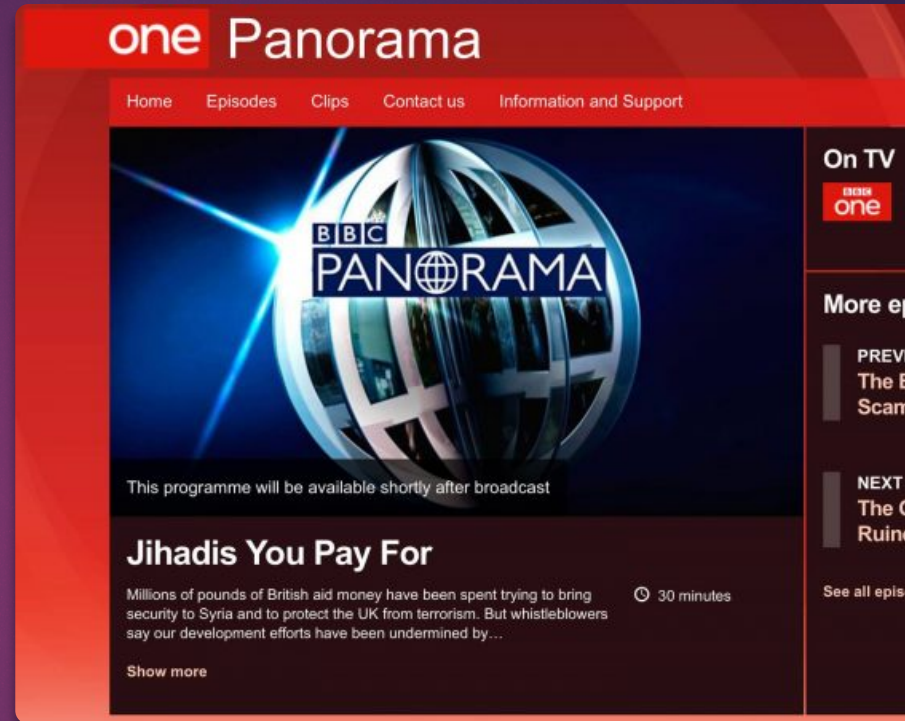 one Panorama
Home Episodes Clips Contact us Information and Support
BBC
PANORAMA
This programme will be available shortly after broadcast
Jihadis You Pay For
Millions of pounds of British aid money have been spent trying to bring
security to Syria and to protect the UK from terrorism. But whistleblowers
say our development efforts have been undermined by…
30 minutes
Show more
On TV
BBC
one
More
The
NEXT
The
See all